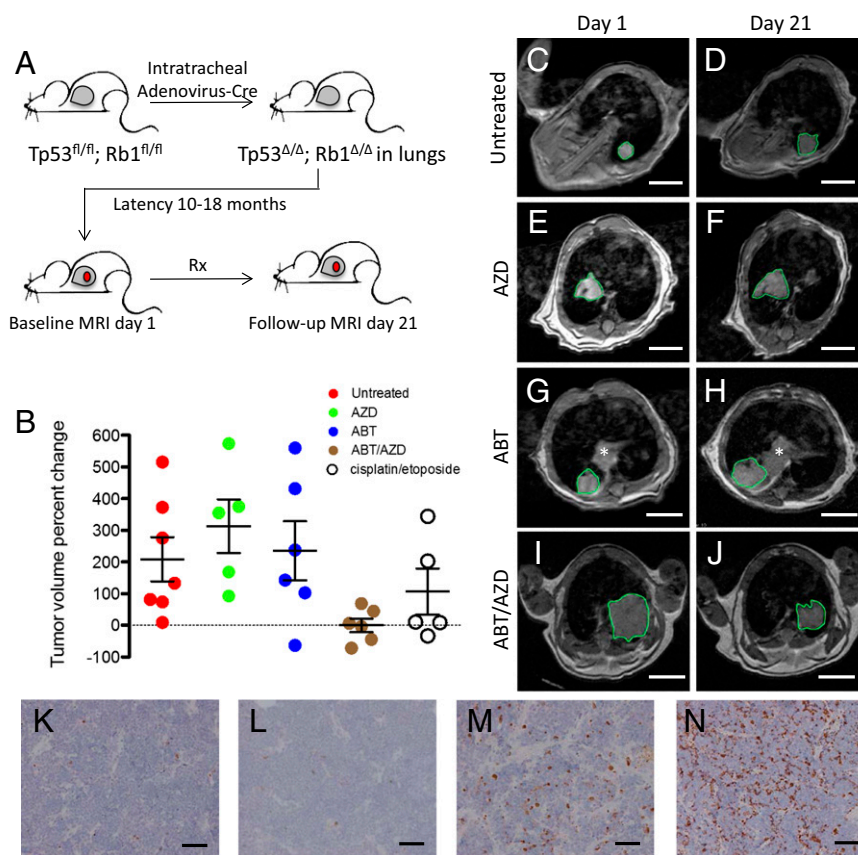 A
Intratracheal
Adenovirus-Cre
Tp53fl/fl; Rb1fl/fl
Tp53Δ/Δ; Rb1Δ/Δ in lungs
Latency 10-18 months
Rx
Baseline MRI day 1
Follow-up MRI day 21
B
Untreated
AZD
ABT
ABT/AZD
cisplatin/etoposide
Tumor volume percent change
600
500
400
300
200
100
0
-100
Day 1
Day 21
Untreated
C
D
AZD
E
F
ABT
G
H
*
*
ABT/AZD
I
J
K
L
M
N